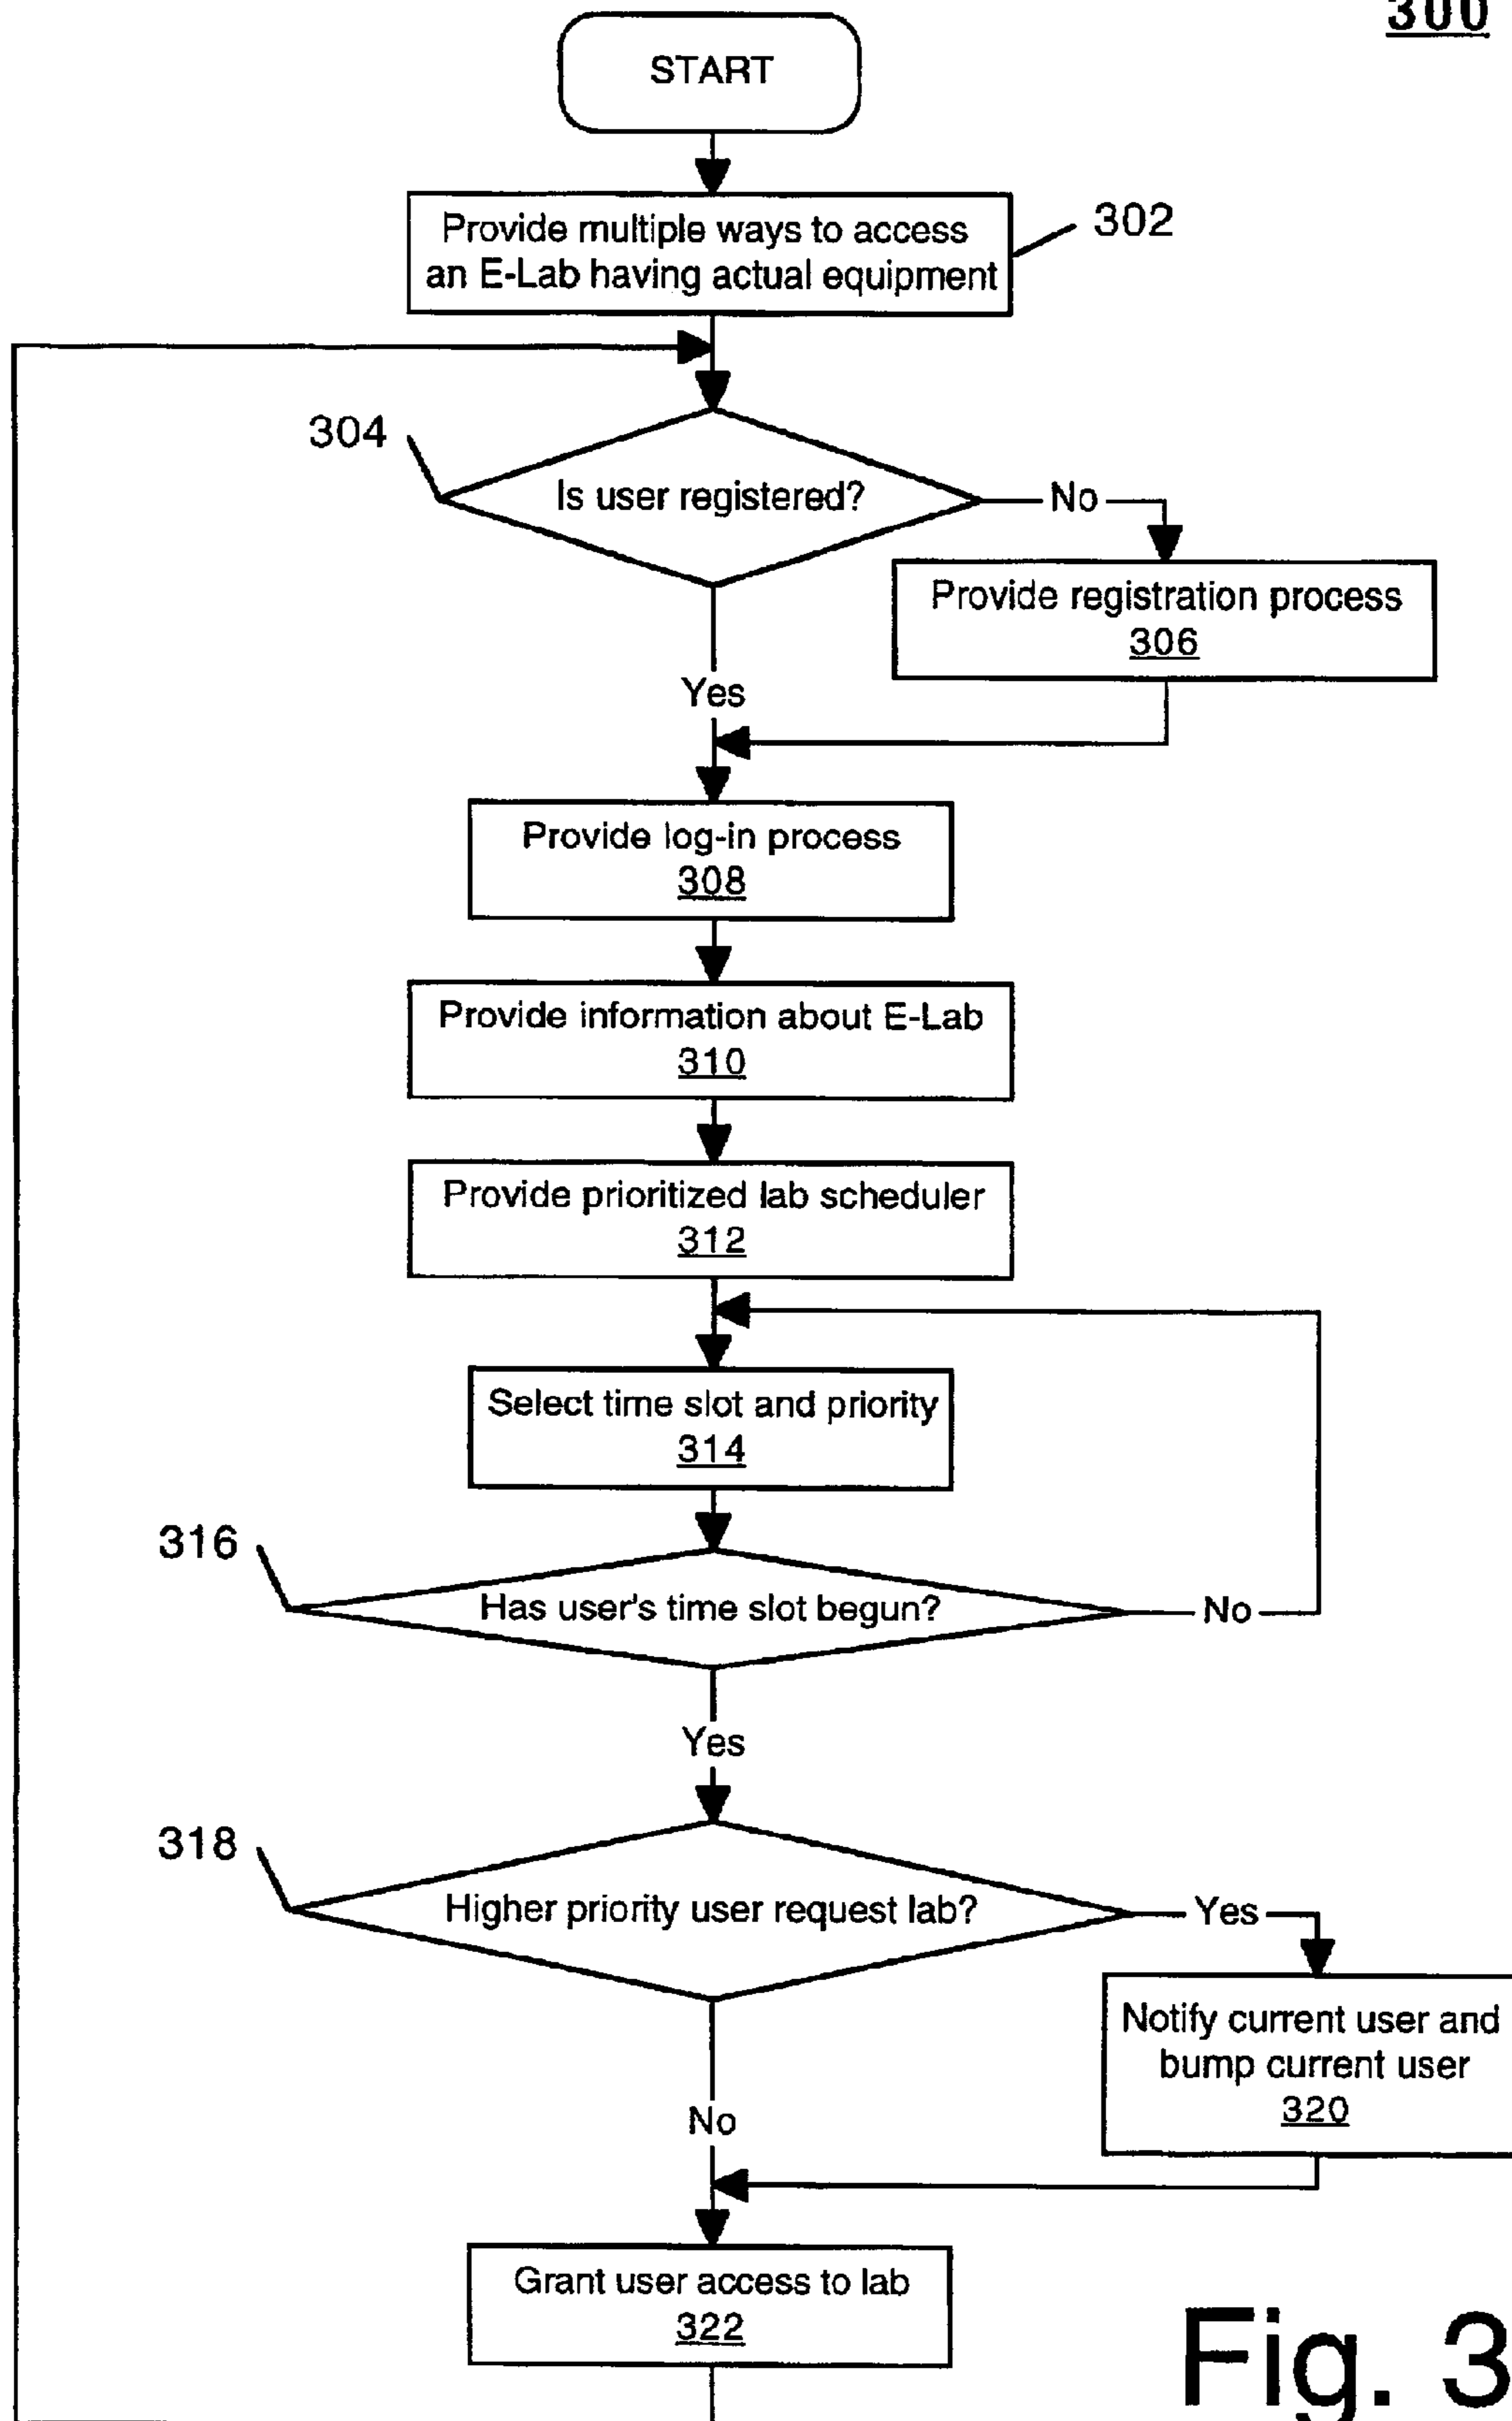 300
START
Provide multiple ways to access
an E-Lab having actual equipment
302
304
Is user registered?
No
Provide registration process
306
Yes
Provide log-in process
308
Provide information about E-Lab
310
Provide prioritized lab scheduler
312
Select time slot and priority
314
316
Has user's time slot begun?
No
Yes
318
Higher priority user request lab?
Yes
Notify current user and
bump current user
320
No
Grant user access to lab
322
Fig. 3